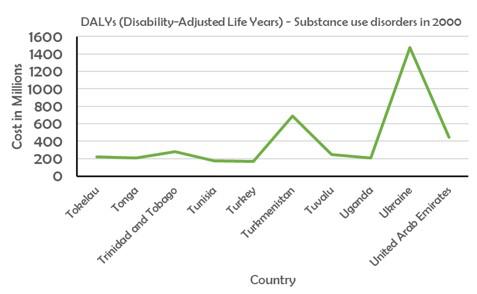 DALYs (Disability-Adjusted Life Years) - Substance use disorders in 2000
Cost in Millions
1600
1400
1200
1000
800
600
400
200
0
Tokelau
Tonga
Trinidad and Tobago
Tunisia
Turkey
Turkmenistan
Tuvalu
Uganda
Ukraine
United Arab Emirates
Country